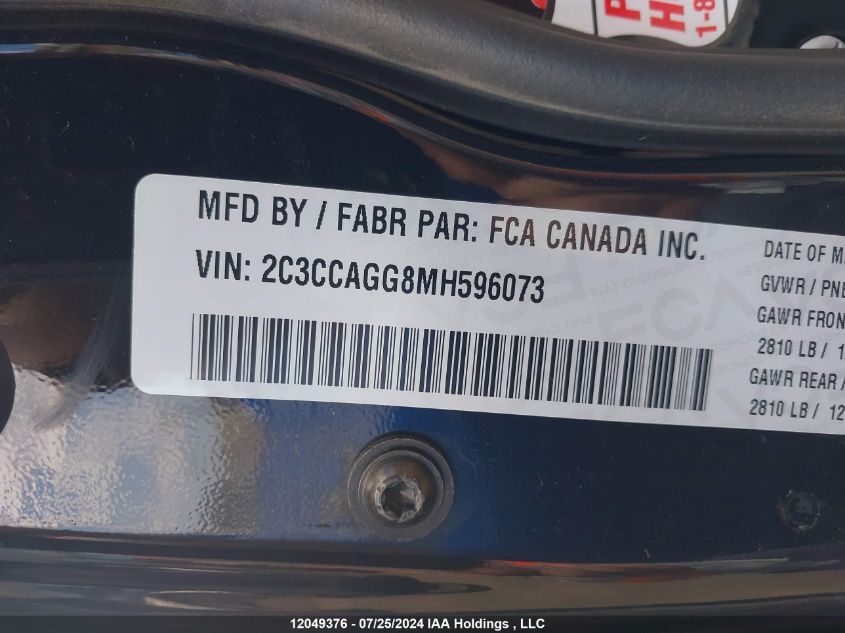 MFD BY / FABR PAR: FCA CANADA INC.
VIN: 2C3CCAGG8MH596073
DATE OF M
GVWR / PNB
GAWR FRON
2810 LB / 1
GAWR REAR /
2810 LB / 12
12049376 - 07/25/2024 IAA Holdings , LLC